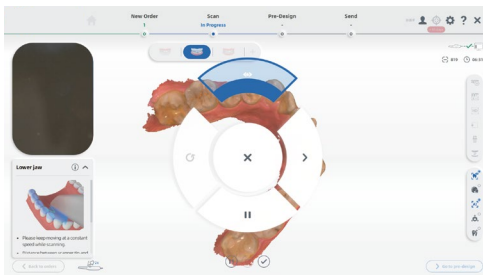 New Order
Scan
Pre-Design
Send
1
In Progress
-
-
?
Lower jaw
Please keep moving at a constant
speed while scanning.
Back to orders
Go to pre-design